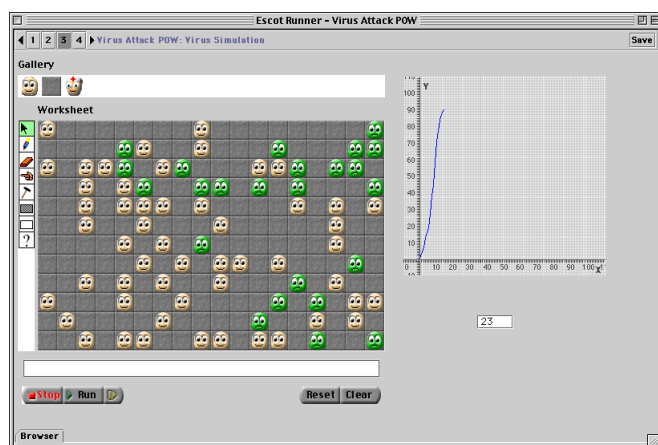 Escot Runner - Virus Attack POW
1 2 3 4 Virus Attack POW: Virus Simulation
Save
Gallery
Worksheet
?
Y
100
90
80
70
60
50
40
30
20
10
0 10 20 30 40 50 60 70 80 90 100
X
23
Stop Run
Reset Clear
Browser